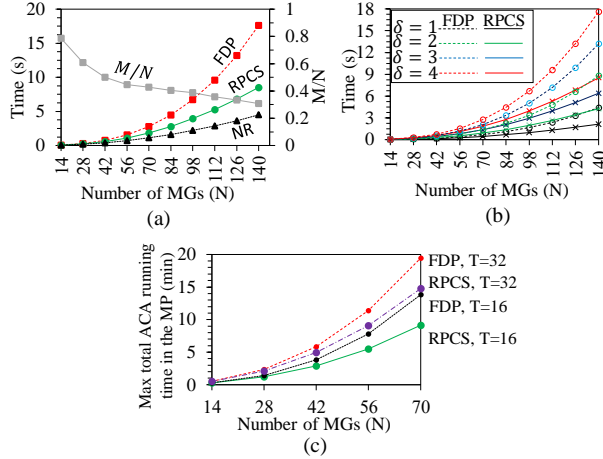 20
15
10
5
0
Time (s)
1
0.8
0.6
0.4
0.2
0
M/N
M/N
FDP
RPCS
NR
14 28 42 56 70 84 98 112 126 140
Number of MGs (N)
(a)
18
15
12
9
6
3
0
Time (s)
FDP RPCS
δ = 1
δ = 2
δ = 3
δ = 4
14 28 42 56 70 84 98 112 126 140
Number of MGs (N)
(b)
20
15
10
5
0
Max total ACA running
time in the MP (min)
FDP, T=32
RPCS, T=32
FDP, T=16
RPCS, T=16
14 28 42 56 70
Number of MGs (N)
(c)